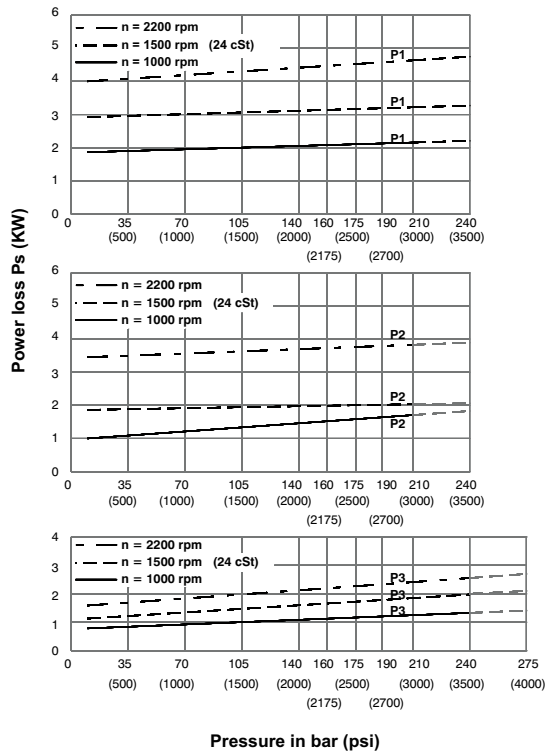 Power loss Ps (KW)
6
5
4
3
2
1
0
n = 2200 rpm
n = 1500 rpm (24 cSt)
n = 1000 rpm
P1
P1
P1
0 35 70 105 140 160 175 190 210 240
(500) (1000) (1500) (2000) (2500) (3000) (3500)
(2175) (2700)
6
5
4
3
2
1
0
n = 2200 rpm
n = 1500 rpm (24 cSt)
n = 1000 rpm
P2
P2
P2
0 35 70 105 140 160 175 190 210 240
(500) (1000) (1500) (2000) (2500) (3000) (3500)
(2175) (2700)
4
3
2
1
0
n = 2200 rpm
n = 1500 rpm (24 cSt)
n = 1000 rpm
P3
P3
P3
0 35 70 105 140 160 175 190 210 240 275
(500) (1000) (1500) (2000) (2500) (3000) (3500) (4000)
(2175) (2700)
Pressure in bar (psi)